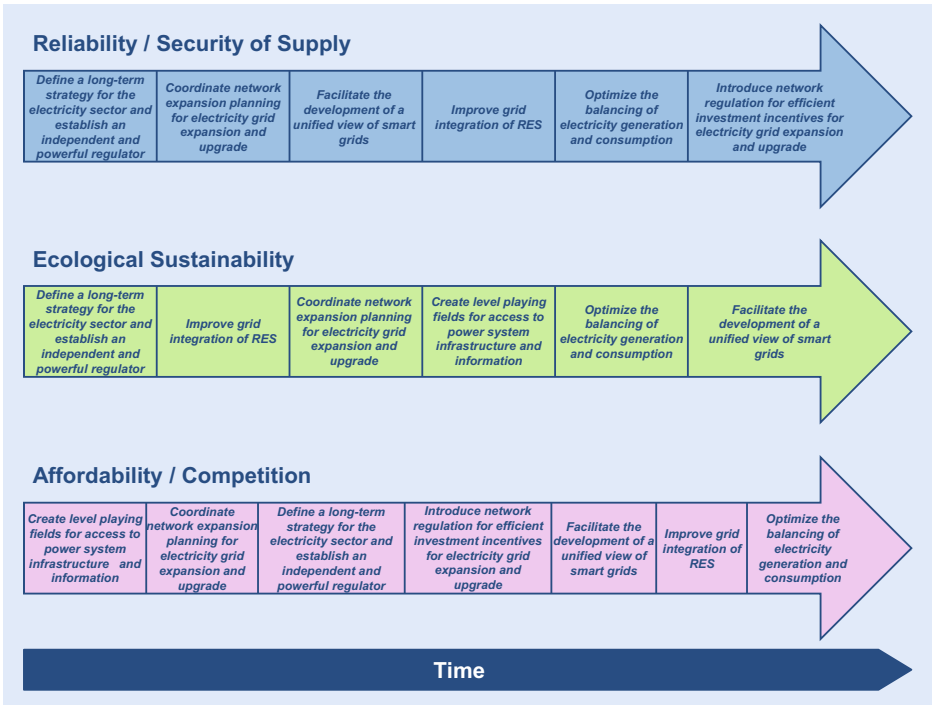 Reliability / Security of Supply
Define a long-term
strategy for the
electricity sector and
establish an
independent and
powerful regulator
Coordinate network
expansion planning
for electricity grid
expansion and
upgrade
Facilitate the
development of a
unified view of smart
grids
Improve grid
integration of RES
Optimize the
balancing of
electricity generation
and consumption
Introduce network
regulation for efficient
investment incentives for
electricity grid expansion
and upgrade
Ecological Sustainability
Define a long-term
strategy for the
electricity sector and
establish an
independent and
powerful regulator
Improve grid
integration of RES
Coordinate network
expansion planning
for electricity grid
expansion and
upgrade
Create level playing
fields for access to
power system
infrastructure and
information
Optimize the
balancing of
electricity generation
and consumption
Facilitate the
development of a
unified view of smart
grids
Affordability / Competition
Create level playing
fields for access to
power system
infrastructure and
information
Coordinate
network expansion
planning for
electricity grid
expansion and
upgrade
Define a long-term
strategy for the
electricity sector and
establish an
independent and
powerful regulator
Introduce network
regulation for efficient
investment incentives
for electricity grid
expansion and
upgrade
Facilitate the
development of a
unified view of
smart grids
Improve grid
integration of
RES
Optimize the
balancing of
electricity
generation and
consumption
Time